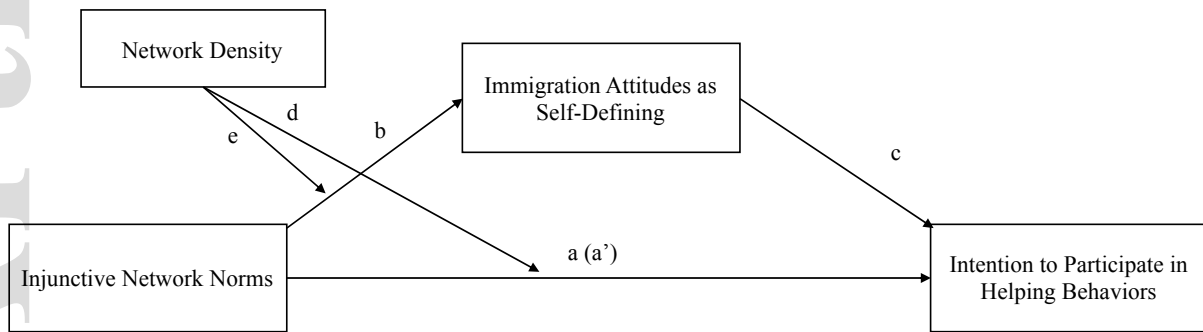 Network Density
Immigration Attitudes as
Self-Defining
d
b
e
c
a (a’)
Injunctive Network Norms
Intention to Participate in
Helping Behaviors